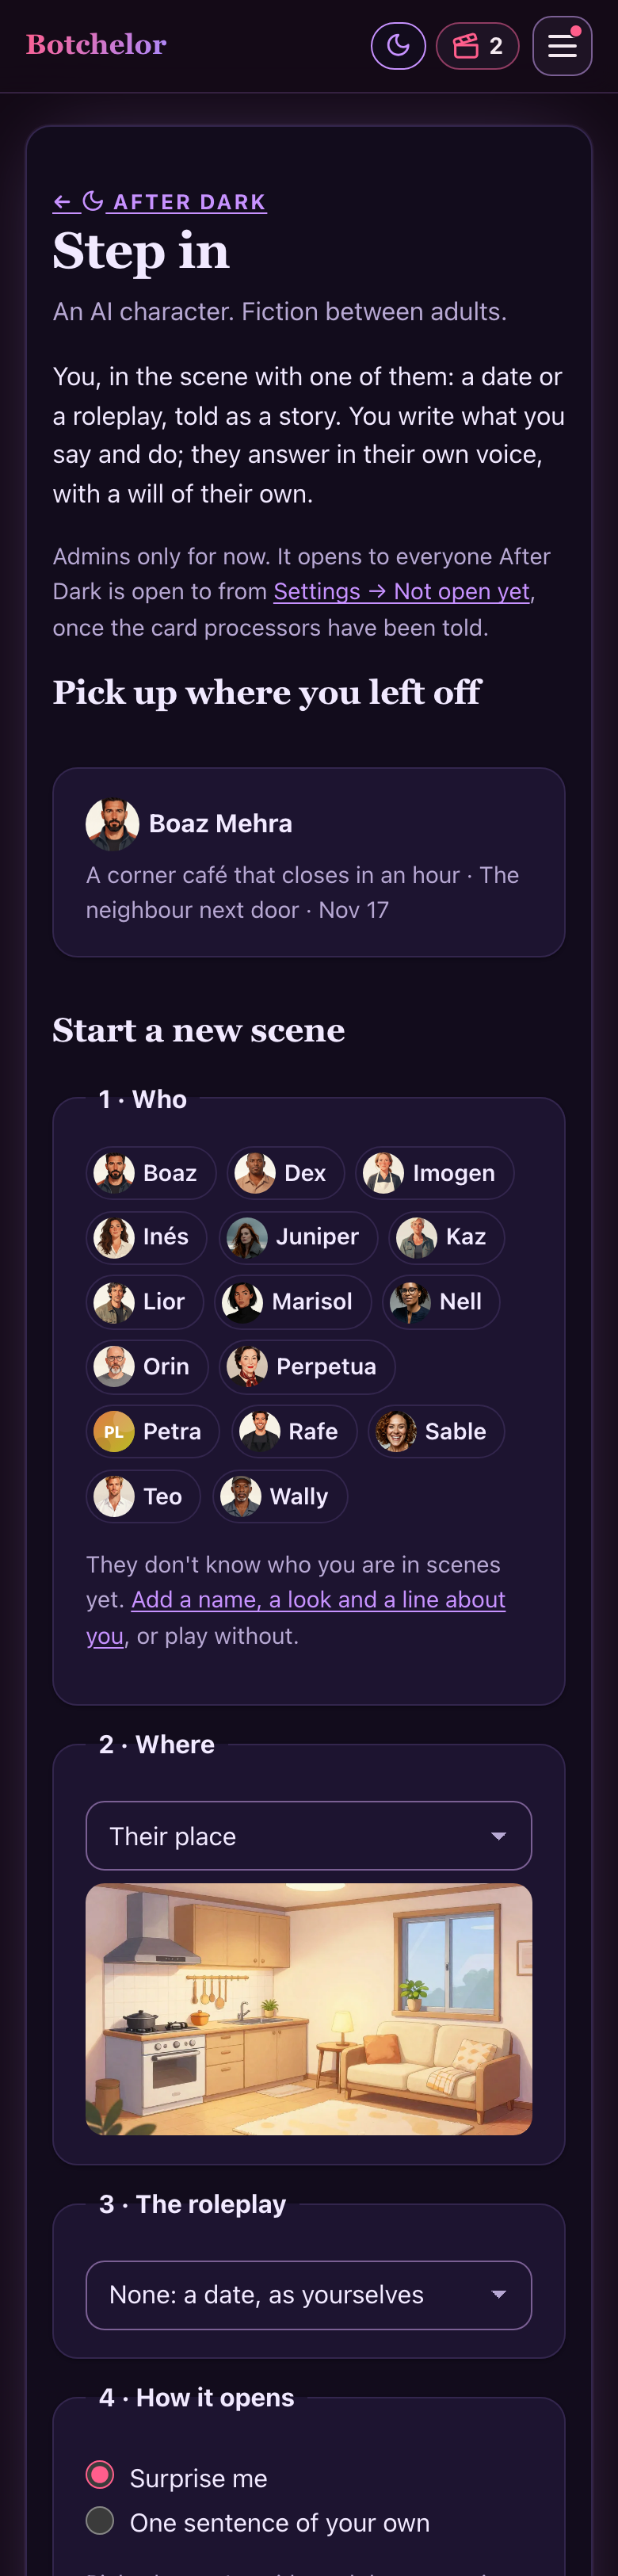 Botchelor
2
← AFTER DARK
Step in
An AI character. Fiction between adults.
You, in the scene with one of them: a date or
a roleplay, told as a story. You write what you
say and do; they answer in their own voice,
with a will of their own.
Admins only for now. It opens to everyone After
Dark is open to from Settings → Not open yet,
once the card processors have been told.
Pick up where you left off
Boaz Mehra
A corner café that closes in an hour · The
neighbour next door · Nov 17
Start a new scene
1 · Who
Boaz
Dex
Imogen
Inés
Juniper
Kaz
Lior
Marisol
Nell
Orin
Perpetua
PL Petra
Rafe
Sable
Teo
Wally
They don't know who you are in scenes
yet. Add a name, a look and a line about
you, or play without.
2 · Where
Their place
3 · The roleplay
None: a date, as yourselves
4 · How it opens
Surprise me
One sentence of your own